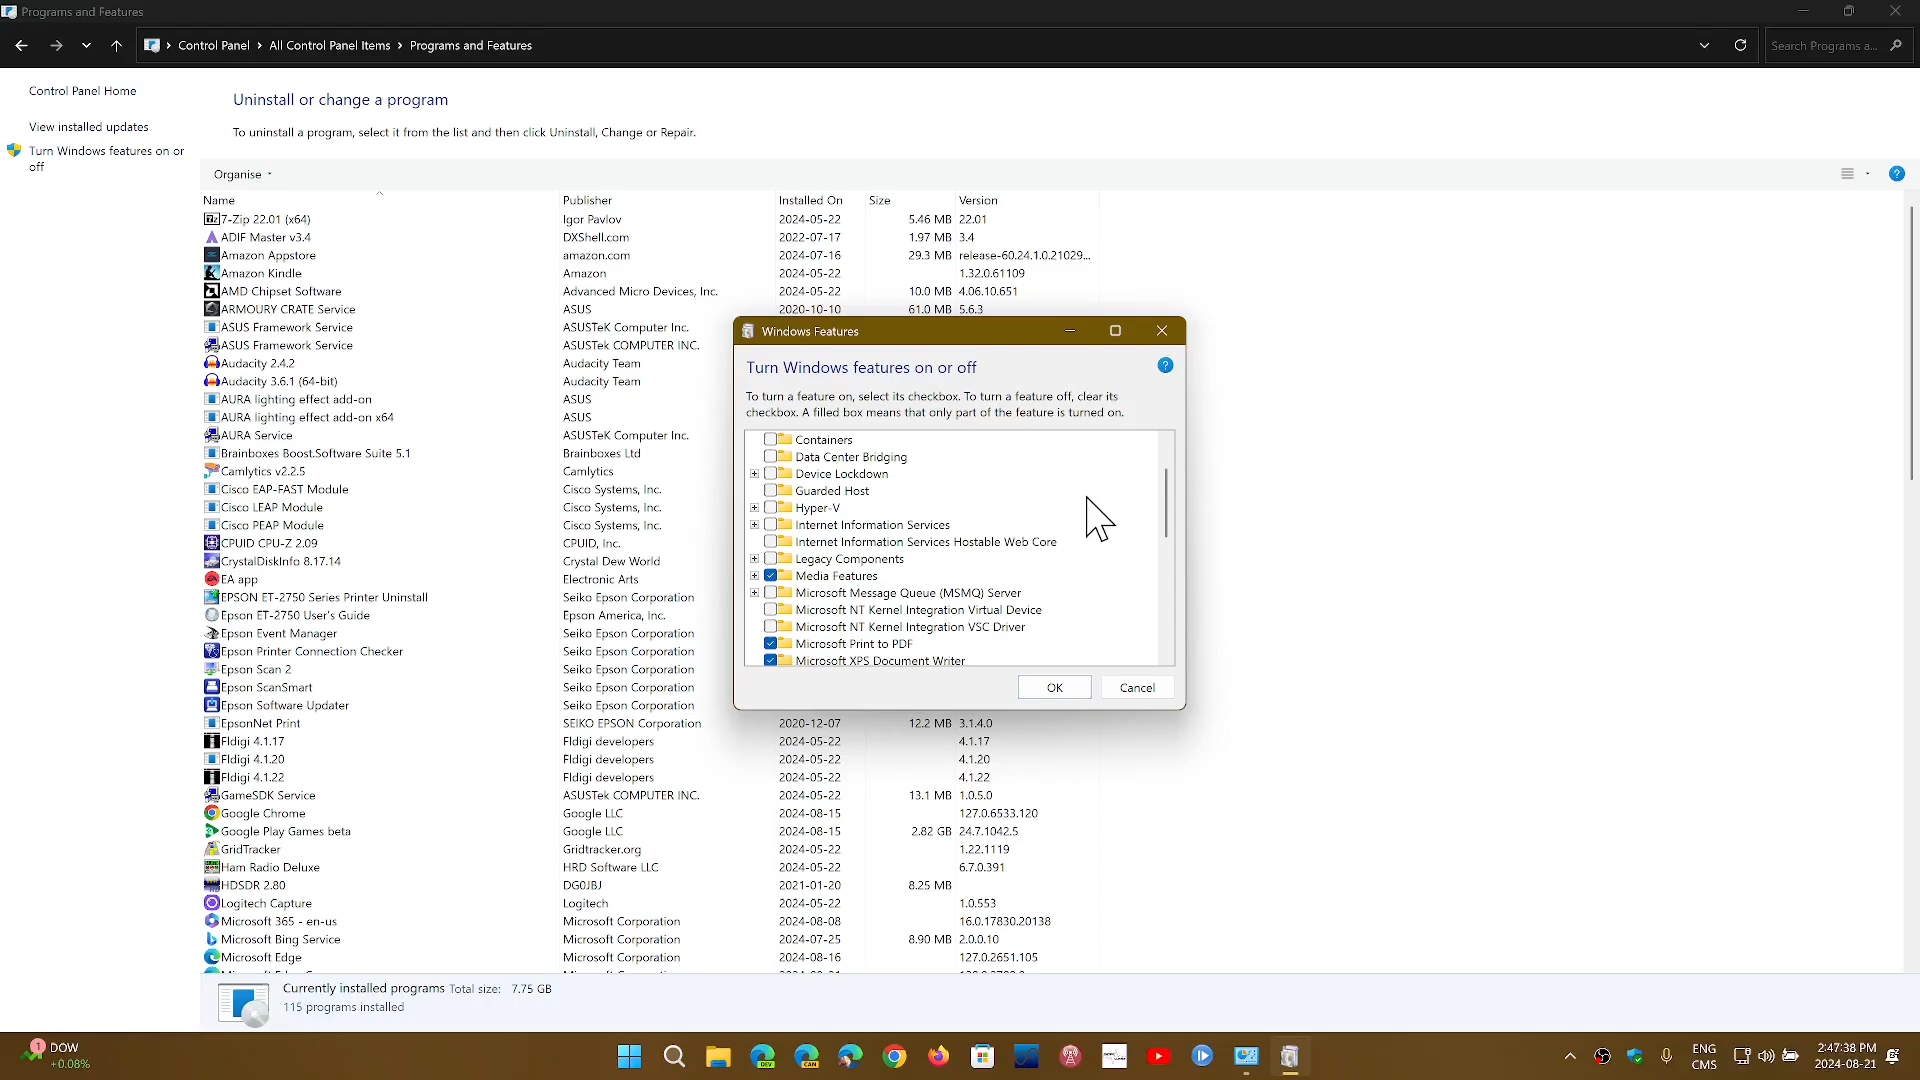 Programs and Features
Control Panel > All Control Panel Items > Programs and Features
Search Programs a...
Control Panel Home
View installed updates
Turn Windows features on or
off
Uninstall or change a program
To uninstall a program, select it from the list and then click Uninstall, Change or Repair.
Organise
Name Publisher Installed On Size Version
7-Zip 22.01 (x64) Igor Pavlov 2024-05-22 5.46 MB 22.01
ADIF Master v3.4 DXShell.com 2022-07-17 1.97 MB 3.4
Amazon Appstore amazon.com 2024-07-16 29.3 MB release-60.24.1.0.21029...
Amazon Kindle Amazon 2024-05-22 1.32.0.61109
AMD Chipset Software Advanced Micro Devices, Inc. 2024-05-22 10.0 MB 4.06.10.651
ARMOURY CRATE Service ASUS 2020-10-10 61.0 MB 5.6.3
ASUS Framework Service ASUSTeK Computer Inc.
ASUS Framework Service ASUSTek COMPUTER INC.
Audacity 2.4.2 Audacity Team
Audacity 3.6.1 (64-bit) Audacity Team
AURA lighting effect add-on ASUS
AURA lighting effect add-on x64 ASUS
AURA Service ASUSTeK Computer Inc.
Brainboxes Boost.Software Suite 5.1 Brainboxes Ltd
Camlytics v2.2.5 Camlytics
Cisco EAP-FAST Module Cisco Systems, Inc.
Cisco LEAP Module Cisco Systems, Inc.
Cisco PEAP Module Cisco Systems, Inc.
CPUID CPU-Z 2.09 CPUID, Inc.
CrystalDiskInfo 8.17.14 Crystal Dew World
EA app Electronic Arts
EPSON ET-2750 Series Printer Uninstall Seiko Epson Corporation
Epson ET-2750 User's Guide Epson America, Inc.
Epson Event Manager Seiko Epson Corporation
Epson Printer Connection Checker Seiko Epson Corporation
Epson Scan 2 Seiko Epson Corporation
Epson ScanSmart Seiko Epson Corporation
Epson Software Updater Seiko Epson Corporation
EpsonNet Print SEIKO EPSON Corporation 2020-12-07 12.2 MB 3.1.4.0
Fldigi 4.1.17 Fldigi developers 2024-05-22 4.1.17
Fldigi 4.1.20 Fldigi developers 2024-05-22 4.1.20
Fldigi 4.1.22 Fldigi developers 2024-05-22 4.1.22
GameSDK Service ASUSTek COMPUTER INC. 2024-05-22 13.1 MB 1.0.5.0
Google Chrome Google LLC 2024-08-15 127.0.6533.120
Google Play Games beta Google LLC 2024-08-15 2.82 GB 24.7.1042.5
GridTracker Gridtracker.org 2024-05-22 1.22.1119
Ham Radio Deluxe HRD Software LLC 2024-05-22 6.7.0.391
HDSDR 2.80 DG0JBJ 2021-01-20 8.25 MB
Logitech Capture Logitech 2024-05-22 1.0.553
Microsoft 365 - en-us Microsoft Corporation 2024-08-08 16.0.17830.20138
Microsoft Bing Service Microsoft Corporation 2024-07-25 8.90 MB 2.0.0.10
Microsoft Edge Microsoft Corporation 2024-08-16 127.0.2651.105
Windows Features
Turn Windows features on or off
To turn a feature on, select its checkbox. To turn a feature off, clear its
checkbox. A filled box means that only part of the feature is turned on.
Containers
Data Center Bridging
Device Lockdown
Guarded Host
Hyper-V
Internet Information Services
Internet Information Services Hostable Web Core
Legacy Components
Media Features
Microsoft Message Queue (MSMQ) Server
Microsoft NT Kernel Integration Virtual Device
Microsoft NT Kernel Integration VSC Driver
Microsoft Print to PDF
Microsoft XPS Document Writer
OK Cancel
Currently installed programs Total size: 7.75 GB
115 programs installed
1 DOW
+0.08%
DEV
CAN
ENG
CMS
2:47:38 PM
2024-08-21